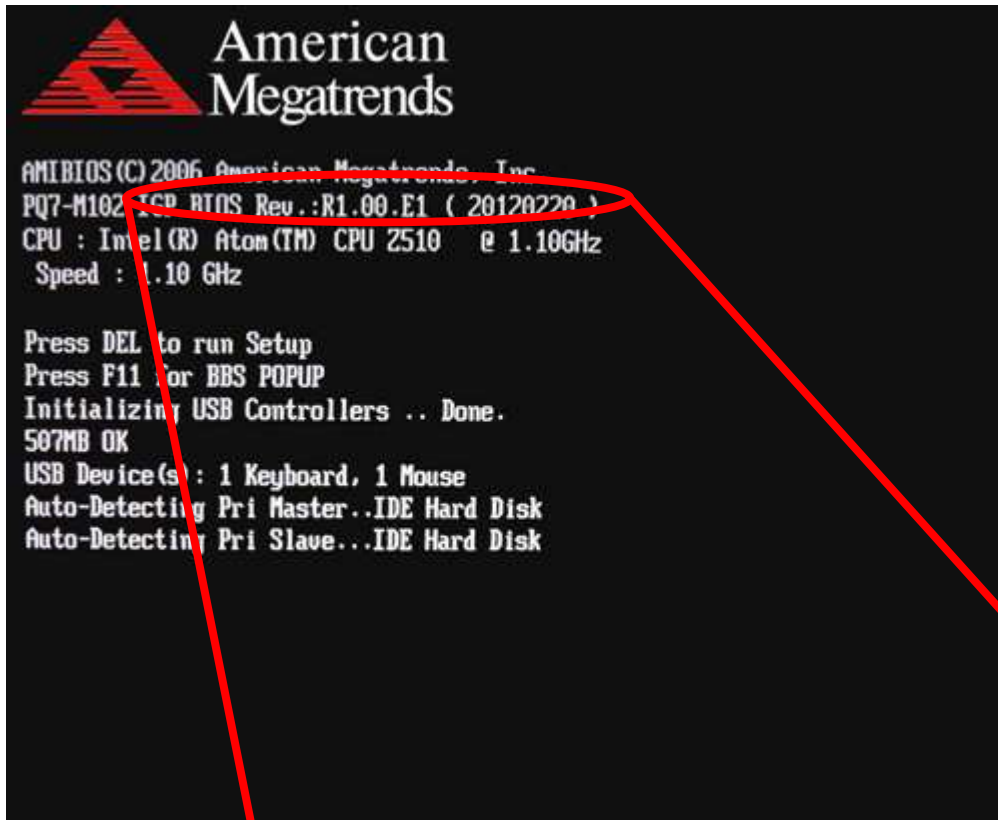 American
Megatrends
AMIBIOS(C)2006 American Megatrends, Inc.
PQ7-M102 IGP BIOS Rev.:R1.00.E1 ( 20120220 )
CPU : Intel(R) Atom(TM) CPU Z510 @ 1.10GHz
Speed : 1.10 GHz
Press DEL to run Setup
Press F11 for BBS POPUP
Initializing USB Controllers .. Done.
507MB OK
USB Device(s): 1 Keyboard, 1 Mouse
Auto-Detecting Pri Master..IDE Hard Disk
Auto-Detecting Pri Slave...IDE Hard Disk